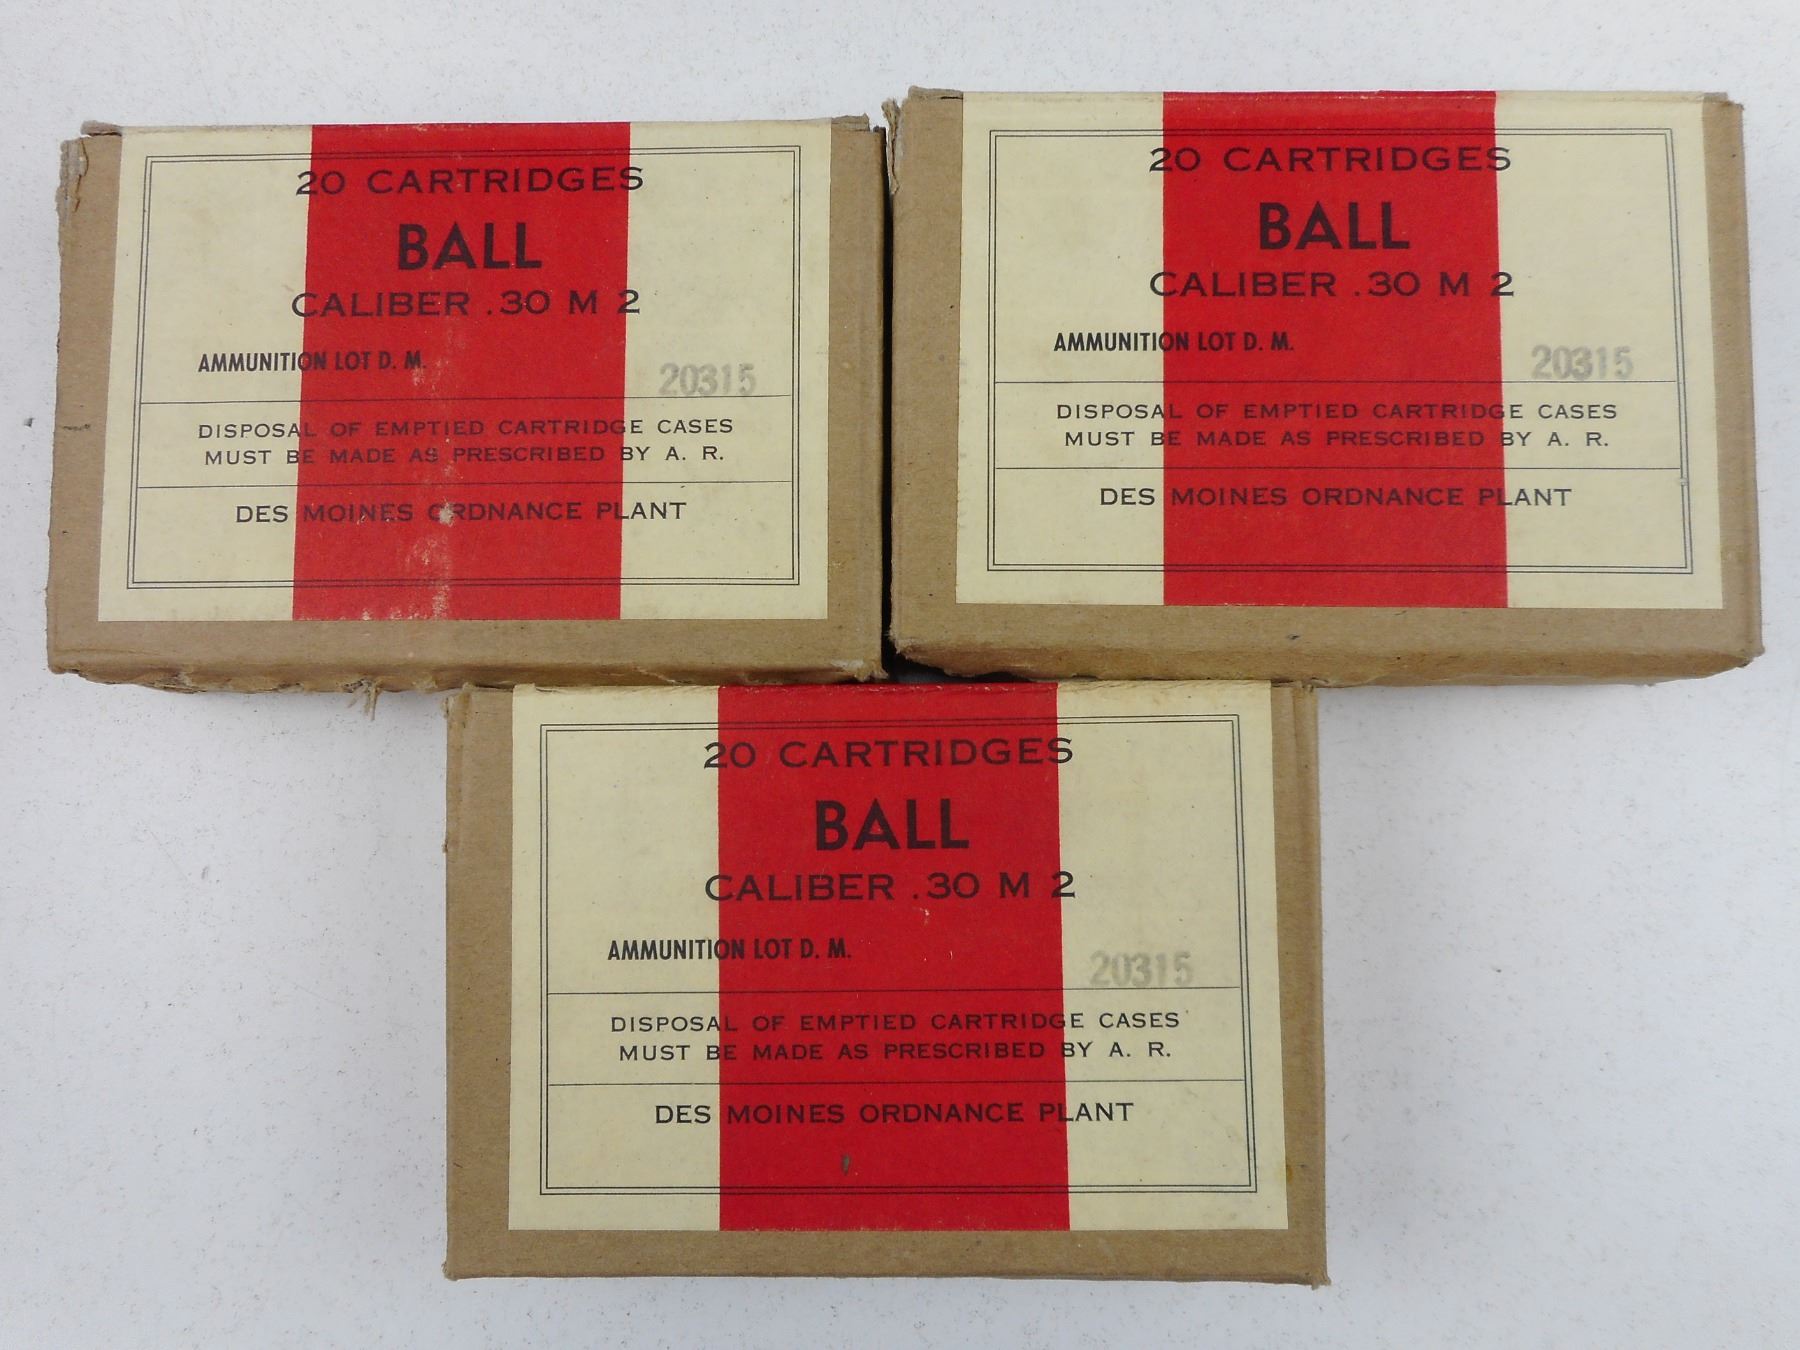 20 CARTRIDGES
BALL
CALIBER .30 M 2
AMMUNITION LOT D. M.
20315
DISPOSAL OF EMPTIED CARTRIDGE CASES
MUST BE MADE AS PRESCRIBED BY A. R.
DES MOINES ORDNANCE PLANT
20 CARTRIDGES
BALL
CALIBER .30 M 2
AMMUNITION LOT D. M.
20315
DISPOSAL OF EMPTIED CARTRIDGE CASES
MUST BE MADE AS PRESCRIBED BY A. R.
DES MOINES ORDNANCE PLANT
20 CARTRIDGES
BALL
CALIBER .30 M 2
AMMUNITION LOT D. M.
20315
DISPOSAL OF EMPTIED CARTRIDGE CASES
MUST BE MADE AS PRESCRIBED BY A. R.
DES MOINES ORDNANCE PLANT